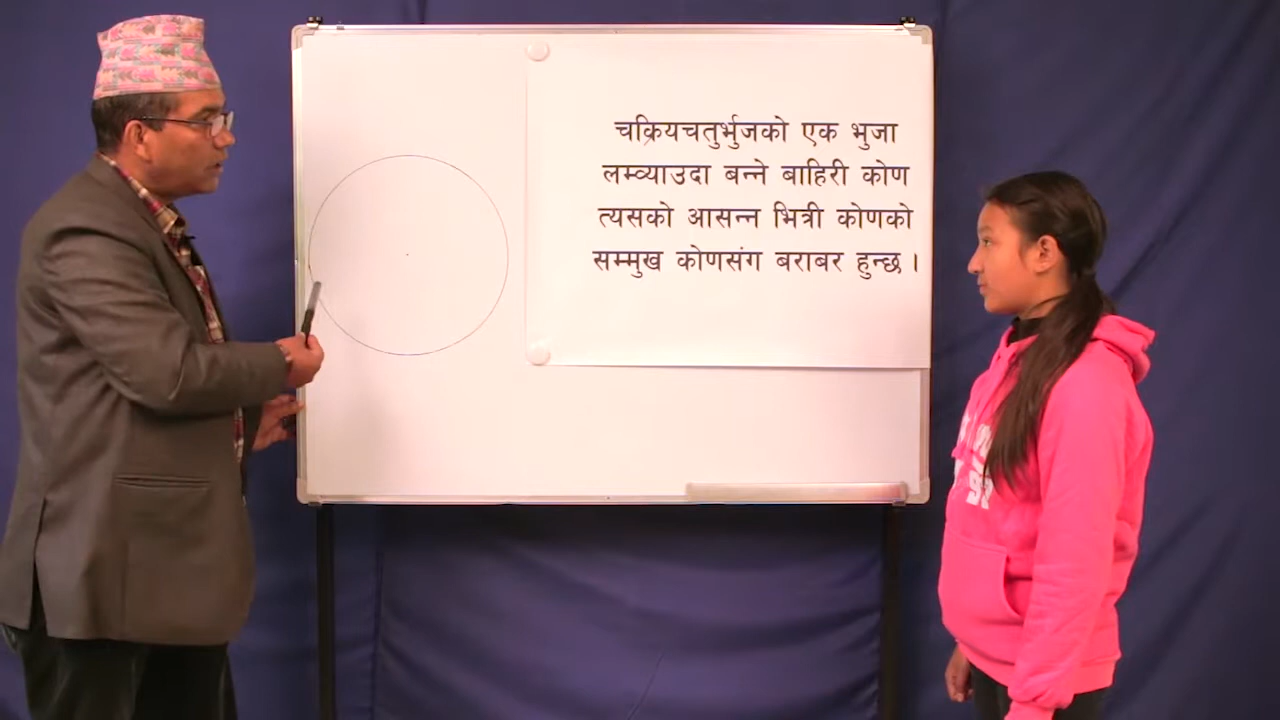 चक्रियचतुर्भुजको एक भुजा
लम्व्याउदा बन्ने बाहिरी कोण
त्यसको आसन्न भित्री कोणको
सम्मुख कोणसंग बराबर हुन्छ ।